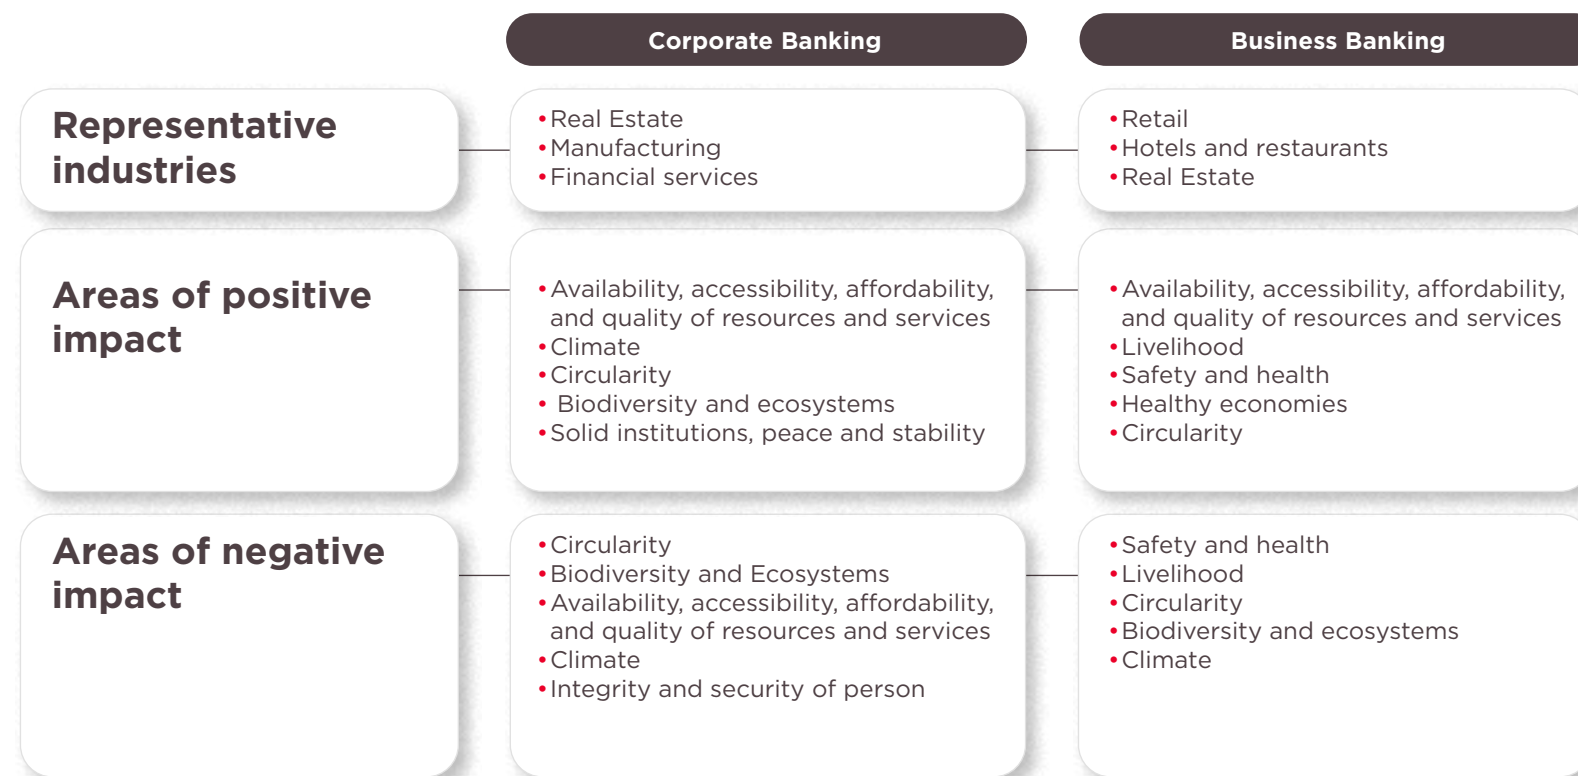 Corporate Banking
Business Banking
Representative
industries
•Real Estate
•Manufacturing
•Financial services
•Retail
•Hotels and restaurants
•Real Estate
Areas of positive
impact
•Availability, accessibility, affordability,
and quality of resources and services
•Climate
•Circularity
• Biodiversity and ecosystems
•Solid institutions, peace and stability
•Availability, accessibility, affordability,
and quality of resources and services
•Livelihood
•Safety and health
•Healthy economies
•Circularity
Areas of negative
impact
•Circularity
•Biodiversity and Ecosystems
•Availability, accessibility, affordability,
and quality of resources and services
•Climate
•Integrity and security of person
•Safety and health
•Livelihood
•Circularity
•Biodiversity and ecosystems
•Climate